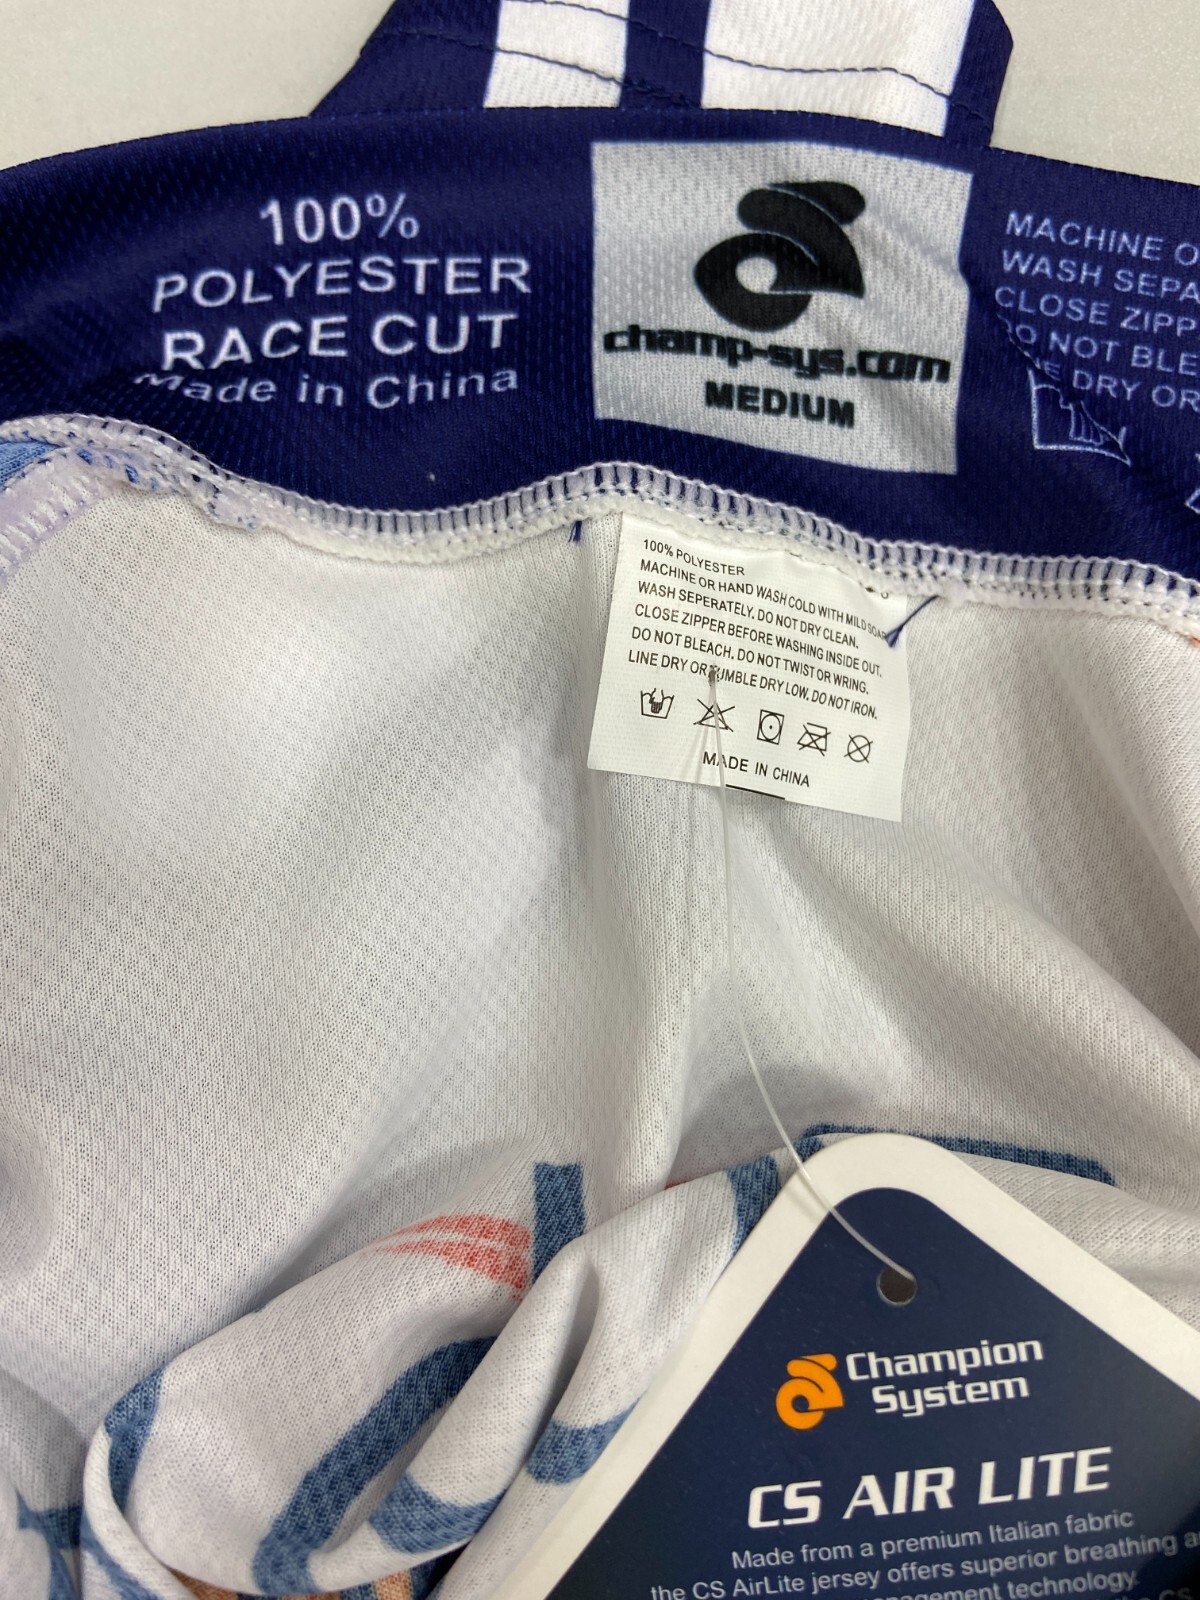 100%
POLYESTER
RACE CUT
Made in China
champ-sys.com
MEDIUM
MACHINE
WASH
CLOSE
DO NOT
DRY OR
100% POLYESTER
MACHINE OR HAND WASH COLD WITH MILD SOAP
WASH SEPERATELY. DO NOT DRY CLEAN.
CLOSE ZIPPER BEFORE WASHING INSIDE OUT.
DO NOT BLEACH. DO NOT TWIST OR WRING.
LINE DRY OR TUMBLE DRY LOW. DO NOT IRON.
MADE IN CHINA
Champion
System
CS AIR LITE
Made from a premium Italian fabric
the CS AirLite jersey offers superior breathing
technology.